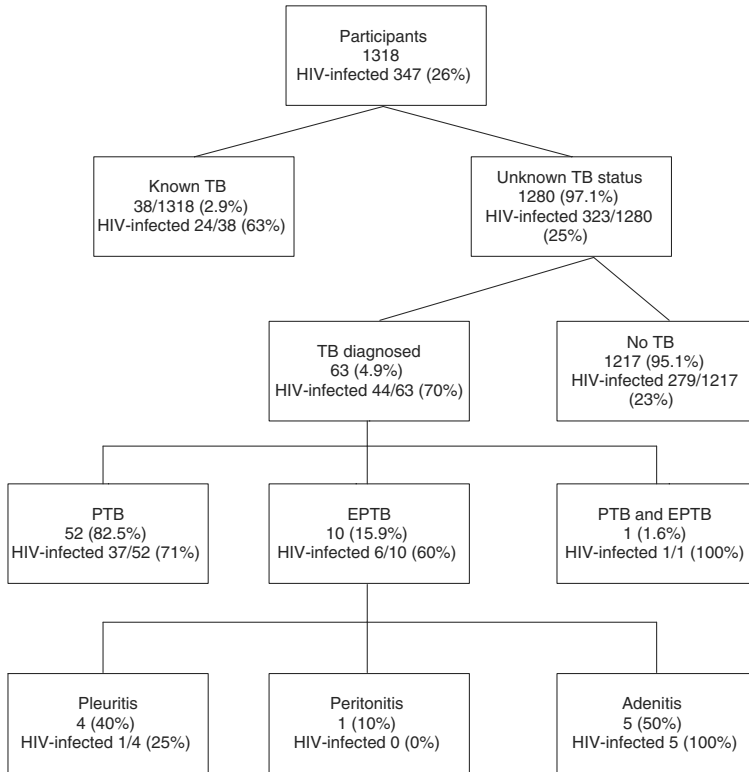 Participants
1318
HIV-infected 347 (26%)
Known TB
38/1318 (2.9%)
HIV-infected 24/38 (63%)
Unknown TB status
1280 (97.1%)
HIV-infected 323/1280
(25%)
TB diagnosed
63 (4.9%)
HIV-infected 44/63 (70%)
No TB
1217 (95.1%)
HIV-infected 279/1217
(23%)
PTB
52 (82.5%)
HIV-infected 37/52 (71%)
EPTB
10 (15.9%)
HIV-infected 6/10 (60%)
PTB and EPTB
1 (1.6%)
HIV-infected 1/1 (100%)
Pleuritis
4 (40%)
HIV-infected 1/4 (25%)
Peritonitis
1 (10%)
HIV-infected 0 (0%)
Adenitis
5 (50%)
HIV-infected 5 (100%)